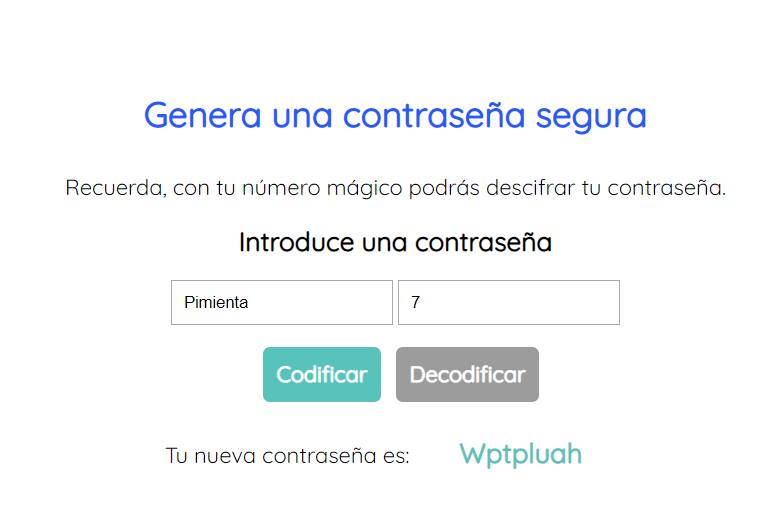 Genera una contraseña segura
Recuerda, con tu número mágico podrás descifrar tu contraseña.
Introduce una contraseña
Pimienta 7
Codificar Decodificar
Tu nueva contraseña es: Wptpluah